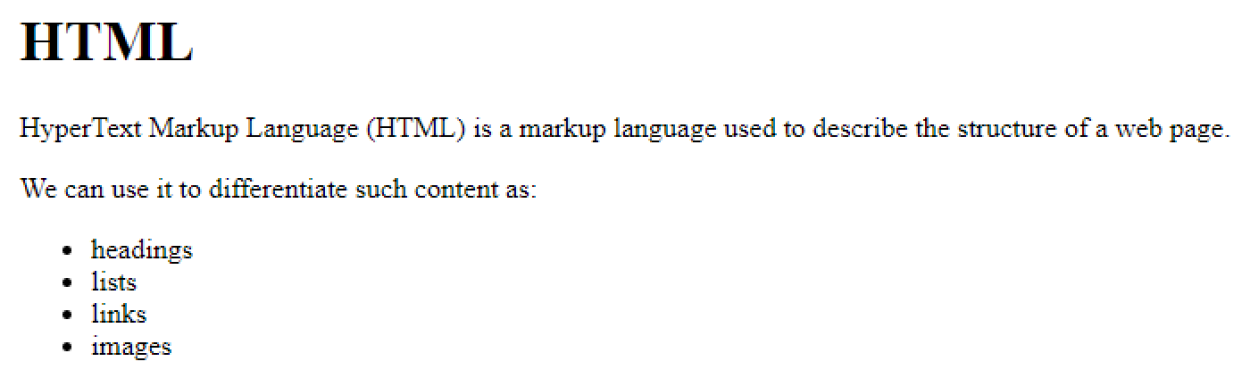 HTML
HyperText Markup Language (HTML) is a markup language used to describe the structure of a web page.
We can use it to differentiate such content as:
• headings
• lists
• links
• images